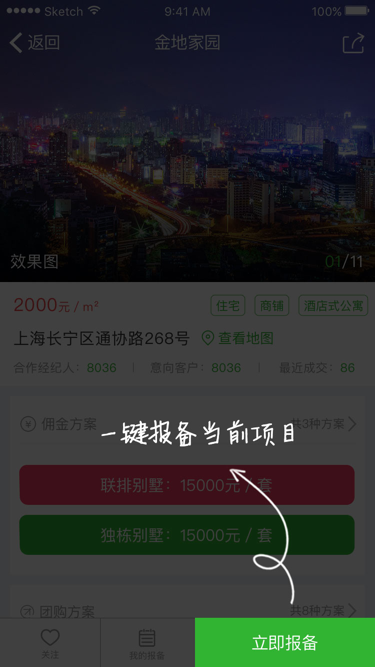 Sketch 9:41 AM 100%
返回 金地家园
效果图 01/11
2000元 / m² 住宅 商铺 酒店式公寓
上海长宁区通协路268号 查看地图
合作经纪人：8036 意向客户：8036 最近成交：86
佣金方案 共3种方案
一键报备当前项目
联排别墅：15000元 / 套
独栋别墅：15000元 / 套
团购方案 共8种方案
关注 我的报备 立即报备